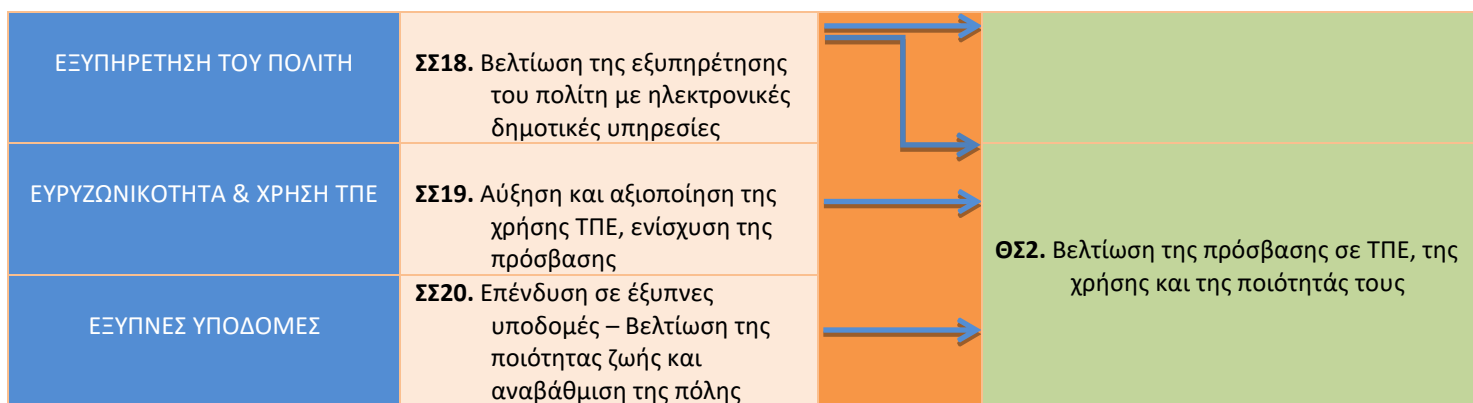 ΕΞΥΠΗΡΕΤΗΣΗ ΤΟΥ ΠΟΛΙΤΗ
ΣΣ18. Βελτίωση της εξυπηρέτησης
του πολίτη με ηλεκτρονικές
δημοτικές υπηρεσίες
ΕΥΡΥΖΩΝΙΚΟΤΗΤΑ & ΧΡΗΣΗ ΤΠΕ
ΣΣ19. Αύξηση και αξιοποίηση της
χρήσης ΤΠΕ, ενίσχυση της
πρόσβασης
ΕΞΥΠΝΕΣ ΥΠΟΔΟΜΕΣ
ΣΣ20. Επένδυση σε έξυπνες
υποδομές – Βελτίωση της
ποιότητας ζωής και
αναβάθμιση της πόλης
ΘΣ2. Βελτίωση της πρόσβασης σε ΤΠΕ, της
χρήσης και της ποιότητάς τους